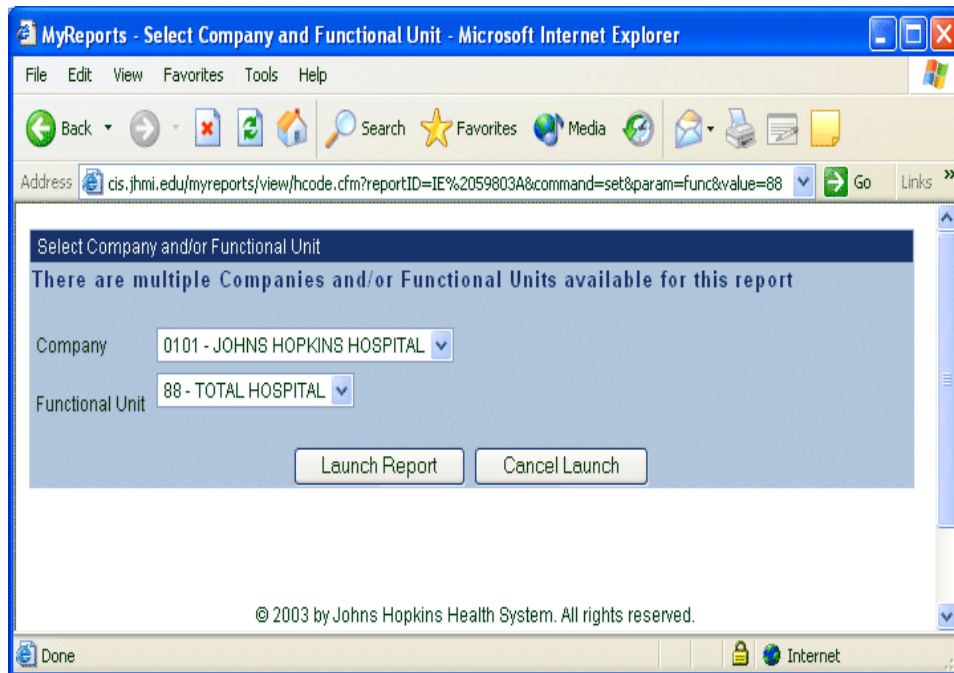 MyReports - Select Company and Functional Unit - Microsoft Internet Explorer
File Edit View Favorites Tools Help
Back Search Favorites Media
Address cis.jhmi.edu/myreports/view/hcode.cfm?reportID=IE%2059803A&command=set&param=func&value=88 Go Links »
Select Company and/or Functional Unit
There are multiple Companies and/or Functional Units available for this report
Company 0101 - JOHNS HOPKINS HOSPITAL
Functional Unit 88 - TOTAL HOSPITAL
Launch Report Cancel Launch
© 2003 by Johns Hopkins Health System. All rights reserved.
Done Internet